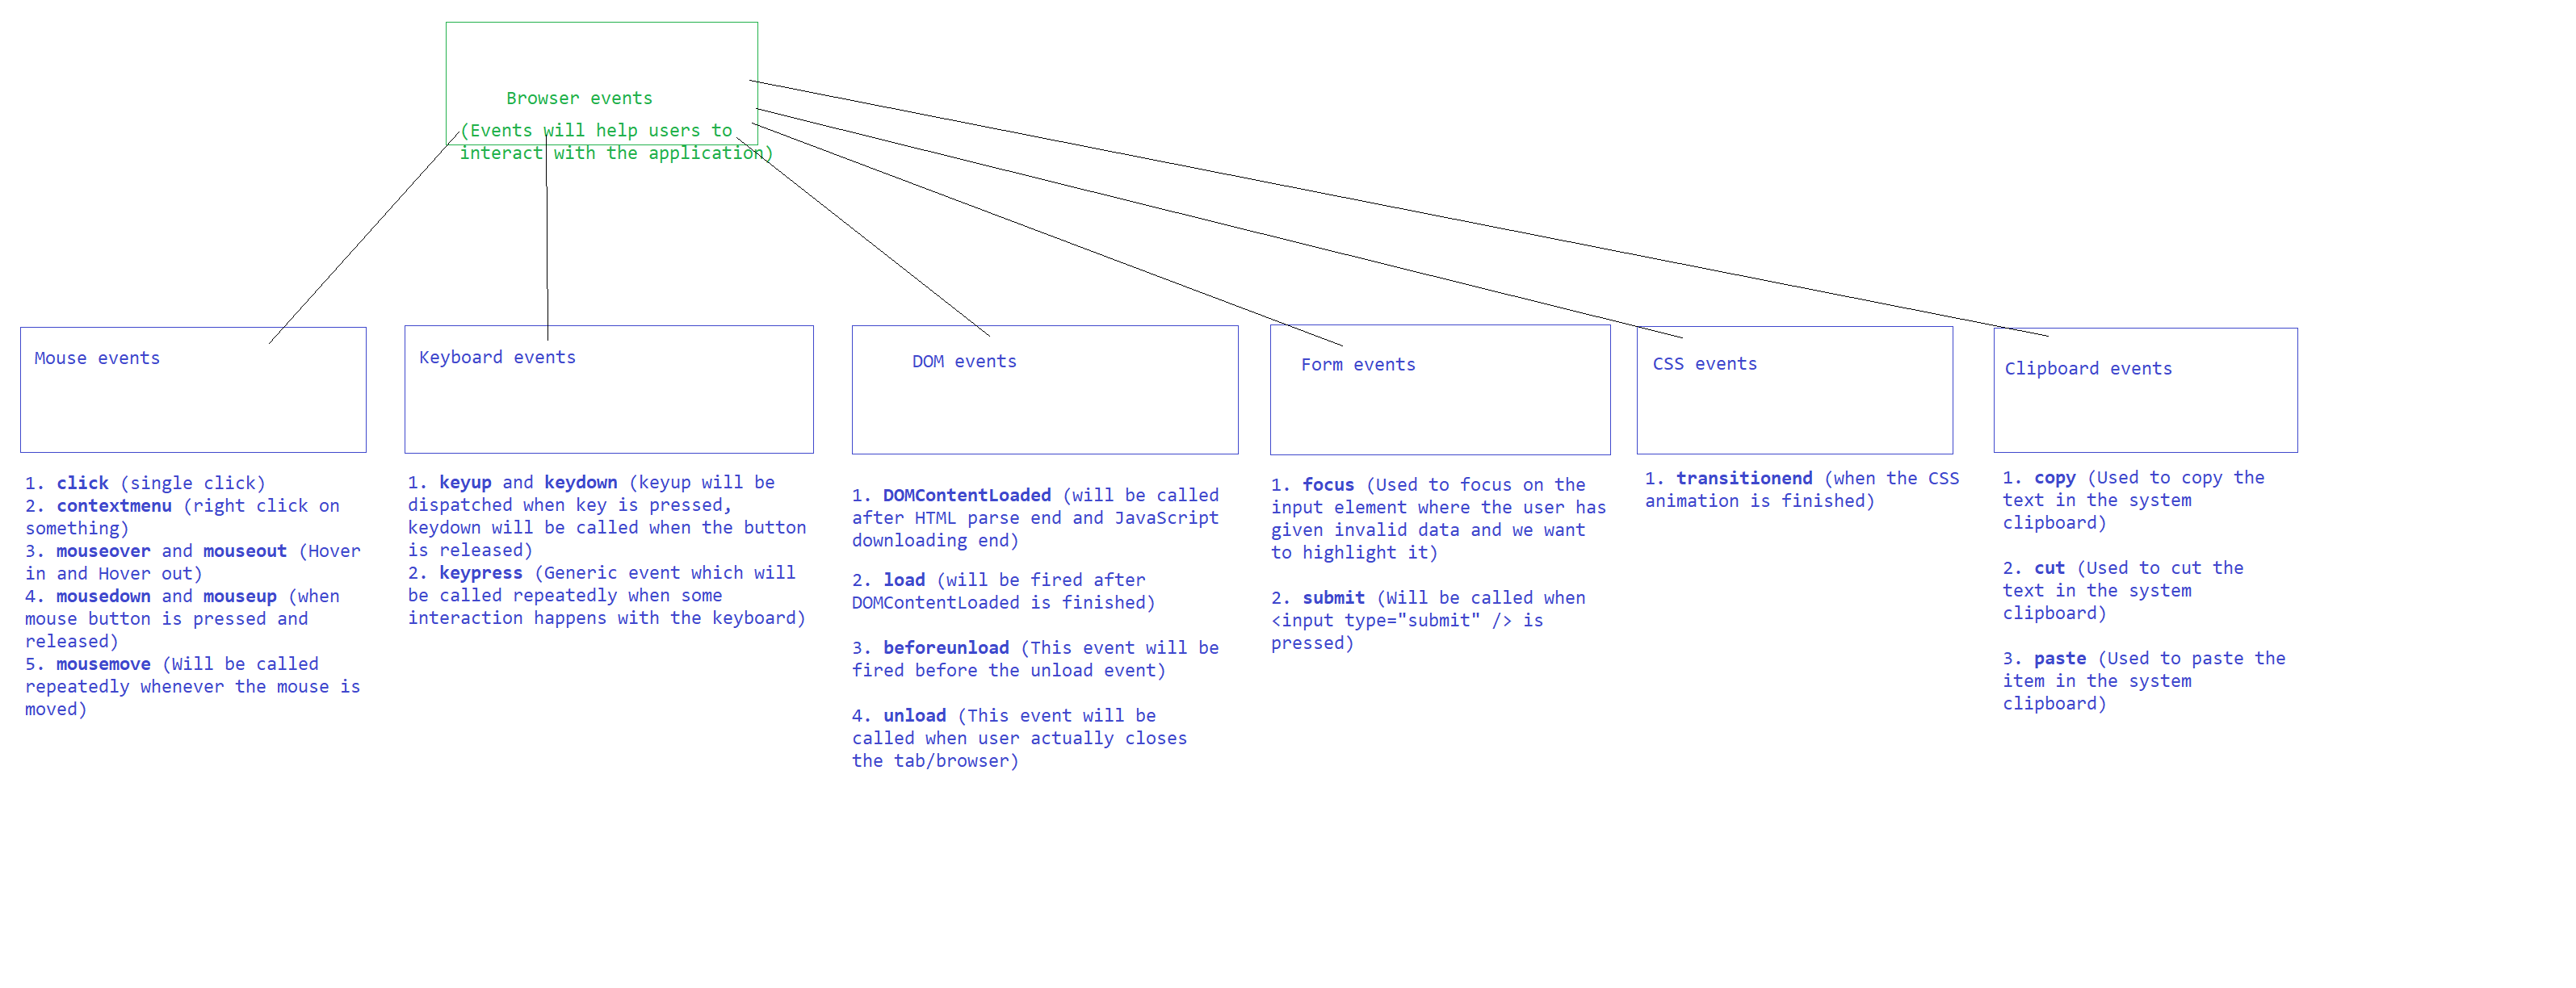 Browser events
(Events will help users to
interact with the application)
Mouse events
1. click (single click)
2. contextmenu (right click on
something)
3. mouseover and mouseout (Hover
in and Hover out)
4. mousedown and mouseup (when
mouse button is pressed and
released)
5. mousemove (Will be called
repeatedly whenever the mouse is
moved)
Keyboard events
1. keyup and keydown (keyup will be
dispatched when key is pressed,
keydown will be called when the button
is released)
2. keypress (Generic event which will
be called repeatedly when some
interaction happens with the keyboard)
DOM events
1. DOMContentLoaded (will be called
after HTML parse end and JavaScript
downloading end)
2. load (will be fired after
DOMContentLoaded is finished)
3. beforeunload (This event will be
fired before the unload event)
4. unload (This event will be
called when user actually closes
the tab/browser)
Form events
1. focus (Used to focus on the
input element where the user has
given invalid data and we want
to highlight it)
2. submit (Will be called when
<input type="submit" /> is
pressed)
CSS events
1. transitionend (when the CSS
animation is finished)
Clipboard events
1. copy (Used to copy the
text in the system
clipboard)
2. cut (Used to cut the
text in the system
clipboard)
3. paste (Used to paste the
item in the system
clipboard)